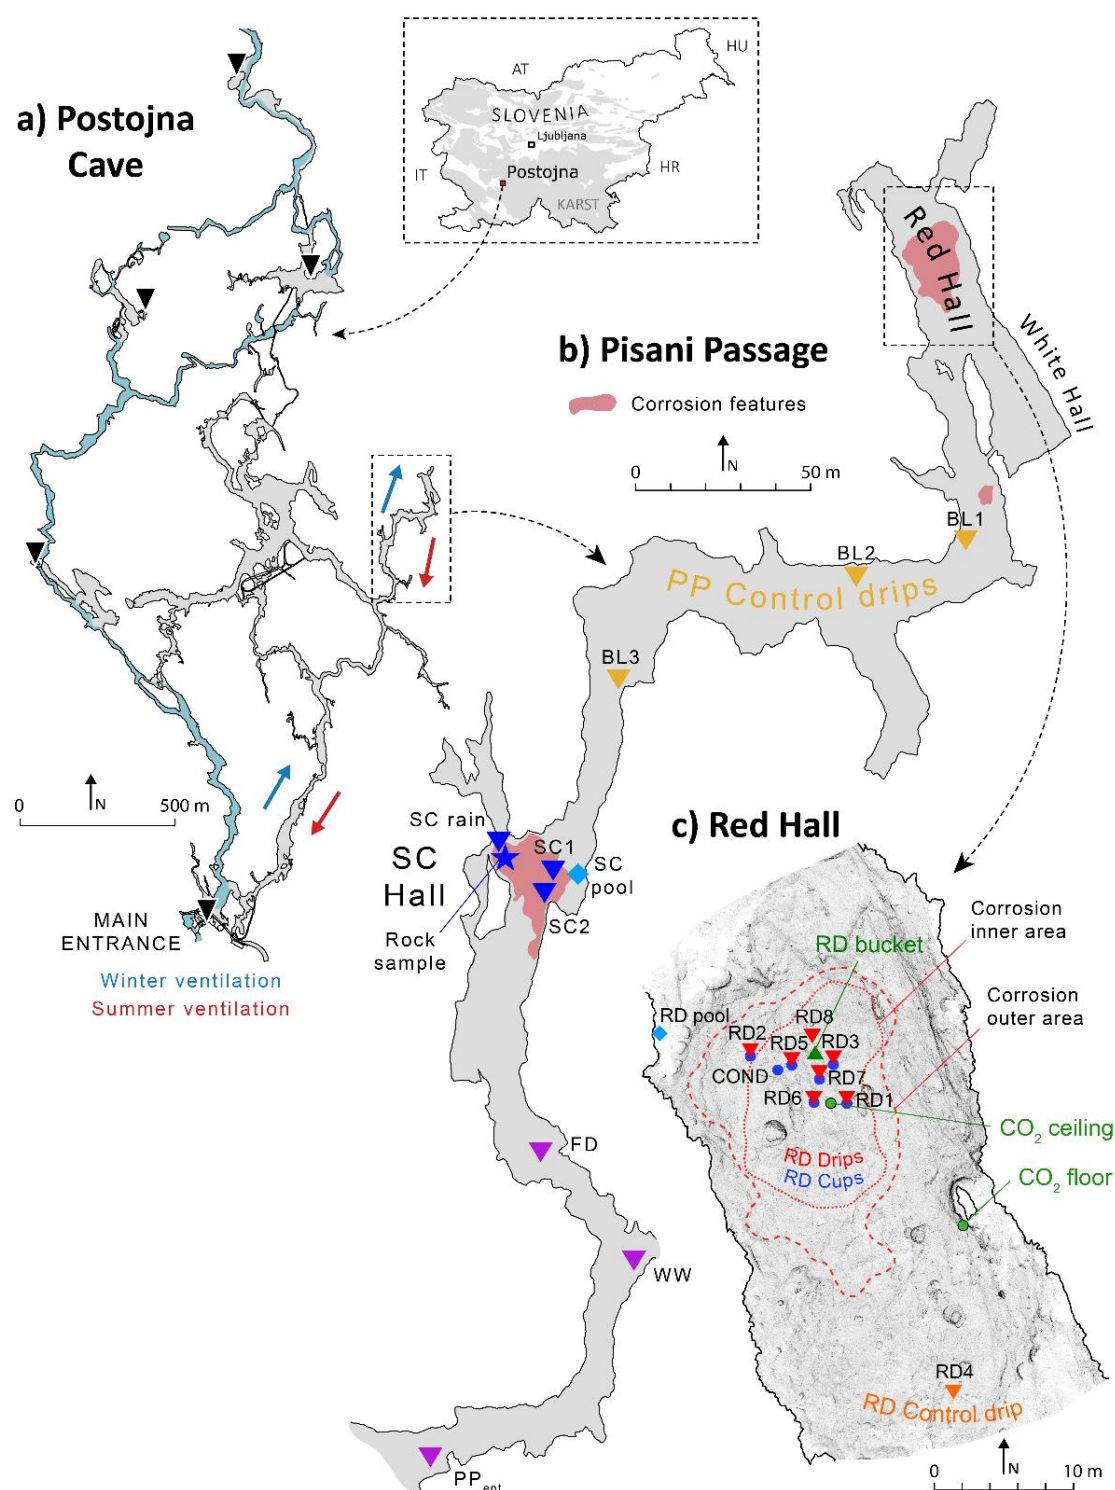 a) Postojna
Cave
AT
HU
SLOVENIA
Ljubljana
IT
Postojna
HR
KARST
Red Hall
White Hall
b) Pisani Passage
Corrosion features
N
0 50 m
BL1
BL2
PP Control drips
BL3
N
0 500 m
MAIN
ENTRANCE
Winter ventilation
Summer ventilation
SC rain
SC
Hall
SC1
SC
pool
SC2
Rock
sample
FD
WW
PPent
c) Red Hall
Corrosion
inner area
RD bucket
Corrosion
outer area
RD pool
RD8
RD2
RD5
RD3
COND
RD7
RD6
RD1
CO₂ ceiling
RD Drips
RD Cups
CO₂ floor
RD4
RD Control drip
N
0 10 m